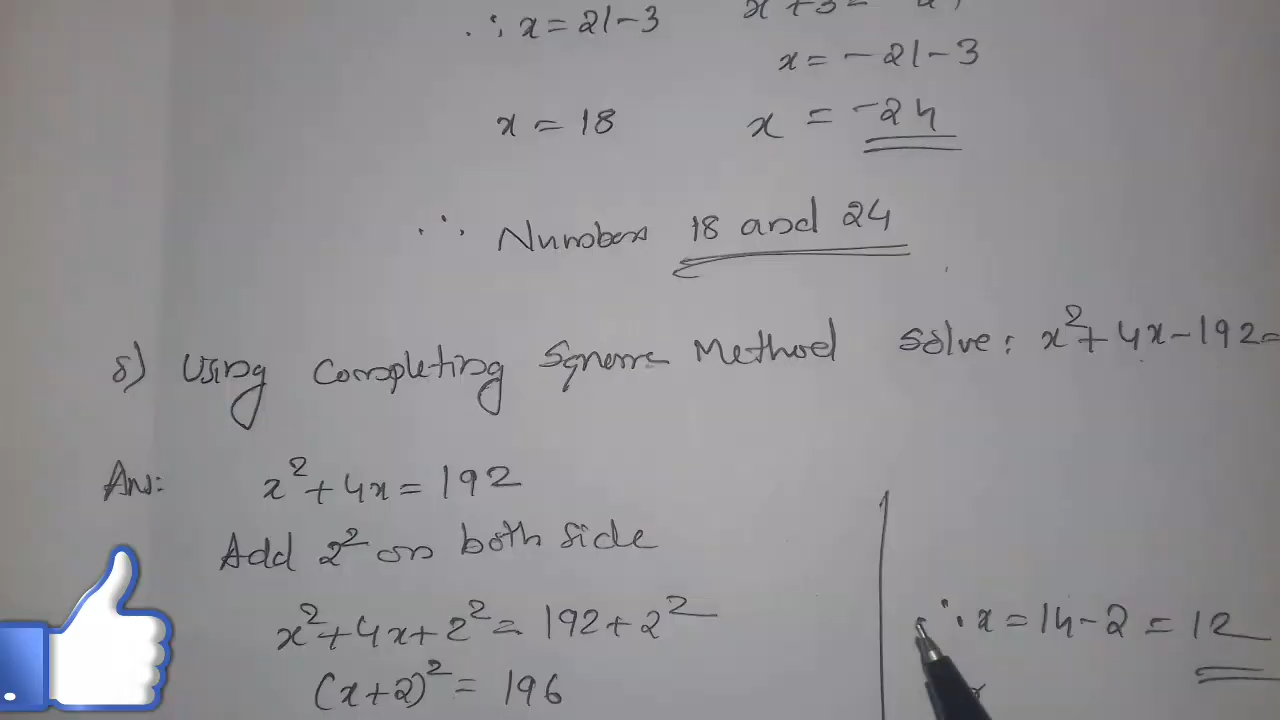 ∴ x = 21 - 3
x + 3 = - 21
x = - 21 - 3
x = 18
x = -24
∴ Numbers 18 and 24
8) Using Completing Square Method Solve: x² + 4x - 192 =
Ans: x² + 4x = 192
Add 2² on both side
x² + 4x + 2² = 192 + 2²
(x+2)² = 196
∴ x = 14 - 2 = 12